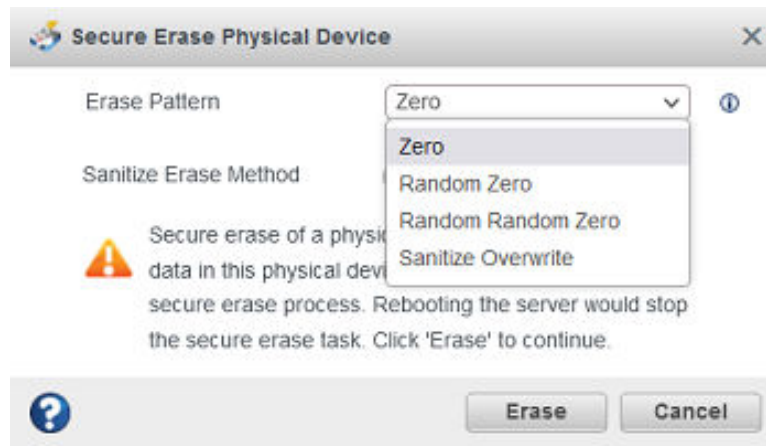 Secure Erase Physical Device
Erase Pattern
Zero
Zero
Random Zero
Random Random Zero
Sanitize Overwrite
Sanitize Erase Method
Secure erase of a
data in this physical
secure erase process. Rebooting the server would stop
the secure erase task. Click 'Erase' to continue.
Erase Cancel